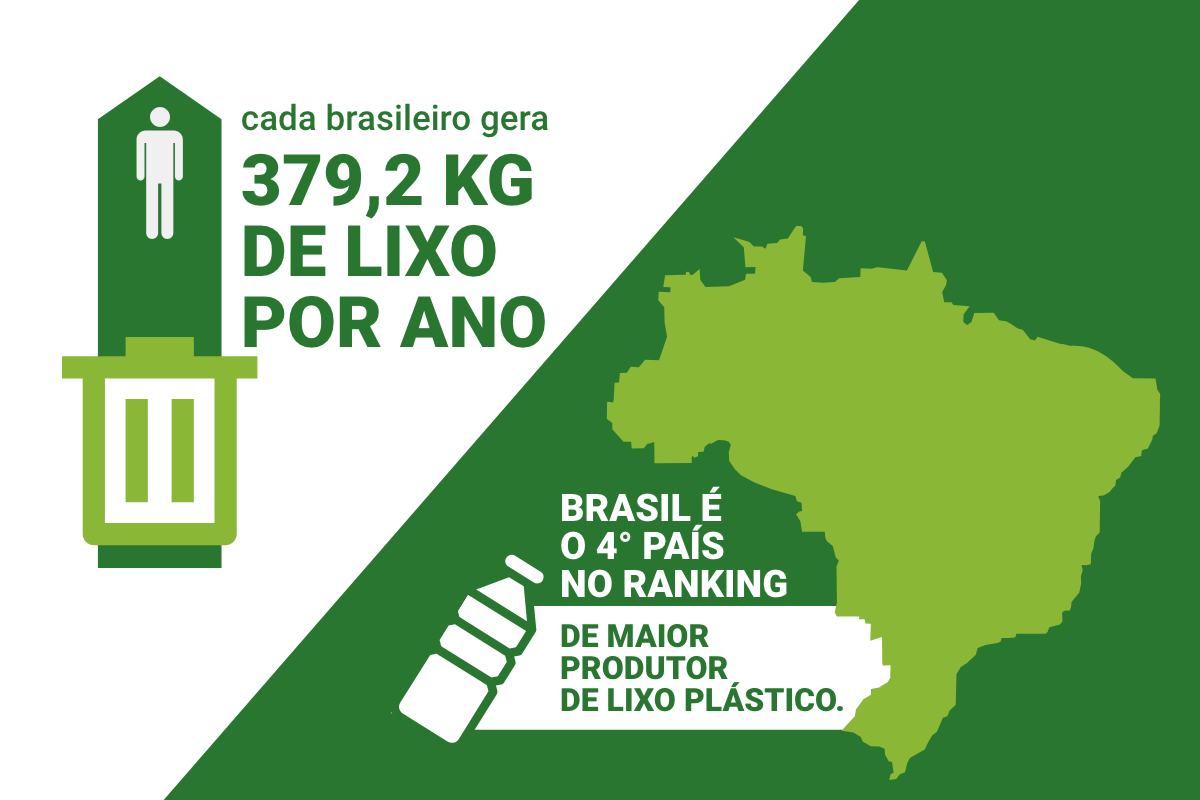 cada brasileiro gera
379,2 KG
DE LIXO
POR ANO
BRASIL É
O 4° PAÍS
NO RANKING
DE MAIOR
PRODUTOR
DE LIXO PLÁSTICO.